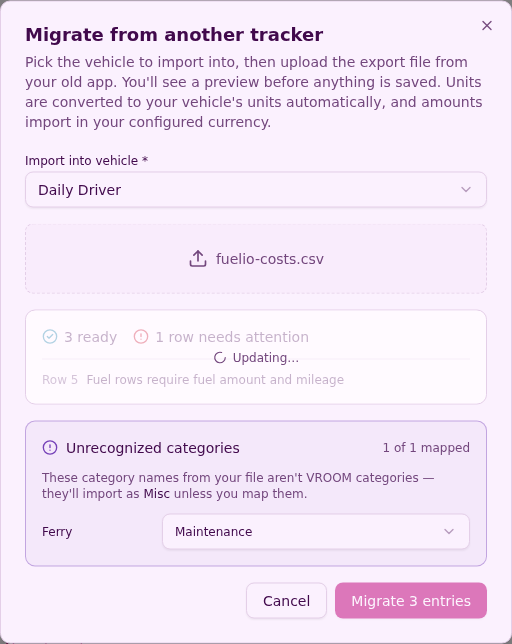 Migrate from another tracker
Pick the vehicle to import into, then upload the export file from
your old app. You'll see a preview before anything is saved. Units
are converted to your vehicle's units automatically, and amounts
import in your configured currency.
Import into vehicle *
Daily Driver
fuelio-costs.csv
3 ready 1 row needs attention
Updating...
Row 5 Fuel rows require fuel amount and mileage
Unrecognized categories 1 of 1 mapped
These category names from your file aren't VROOM categories —
they'll import as Misc unless you map them.
Ferry Maintenance
Cancel Migrate 3 entries